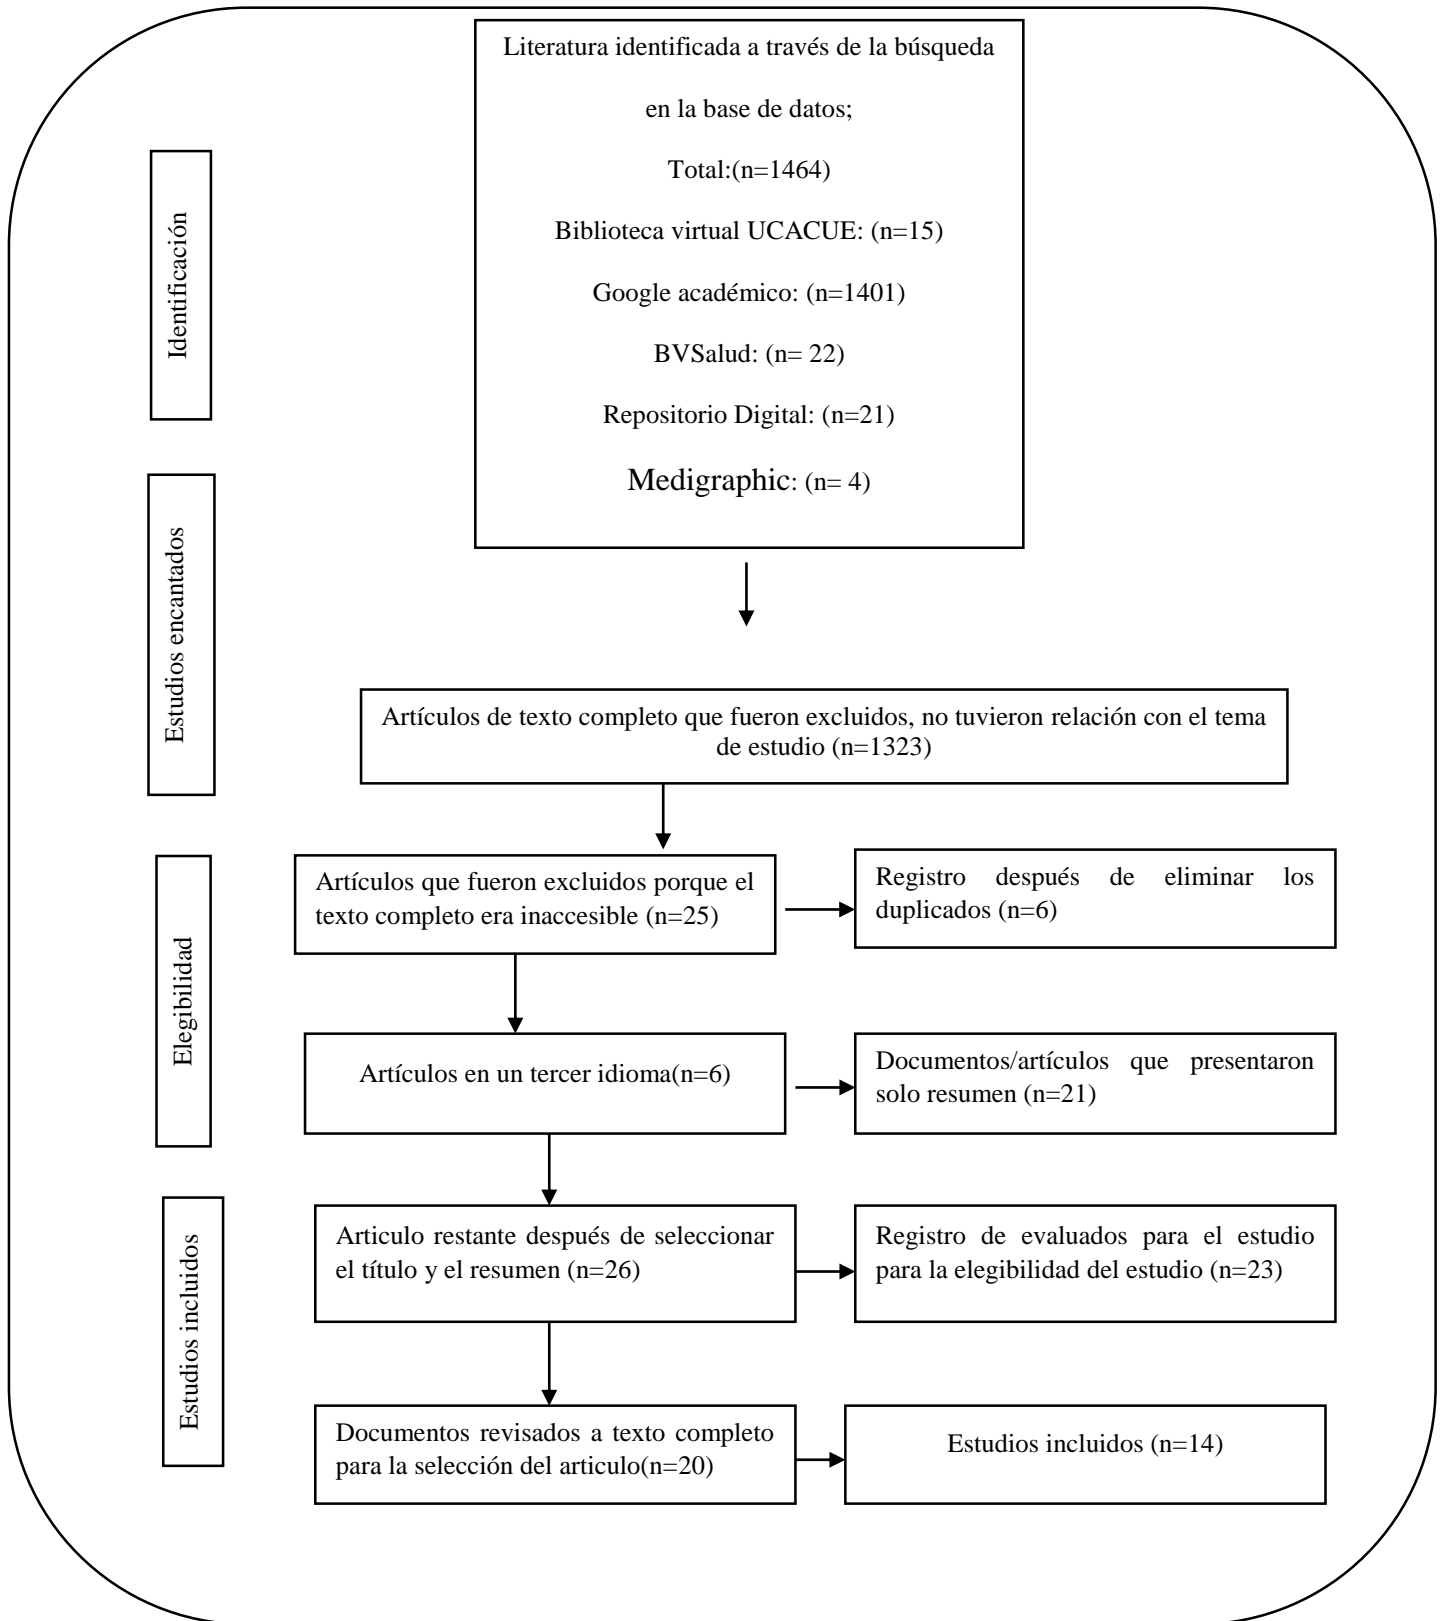 Literatura identificada a través de la búsqueda
en la base de datos;
Total:(n=1464)
Biblioteca virtual UCACUE: (n=15)
Google académico: (n=1401)
BVSalud: (n= 22)
Repositorio Digital: (n=21)
Medigraphic: (n= 4)
Identificación
Estudios encantados
Artículos de texto completo que fueron excluidos, no tuvieron relación con el tema
de estudio (n=1323)
Elegibilidad
Artículos que fueron excluidos porque el
texto completo era inaccesible (n=25)
Registro después de eliminar los
duplicados (n=6)
Artículos en un tercer idioma(n=6)
Documentos/artículos que presentaron
solo resumen (n=21)
Estudios incluidos
Articulo restante después de seleccionar
el título y el resumen (n=26)
Registro de evaluados para el estudio
para la elegibilidad del estudio (n=23)
Documentos revisados a texto completo
para la selección del articulo(n=20)
Estudios incluidos (n=14)